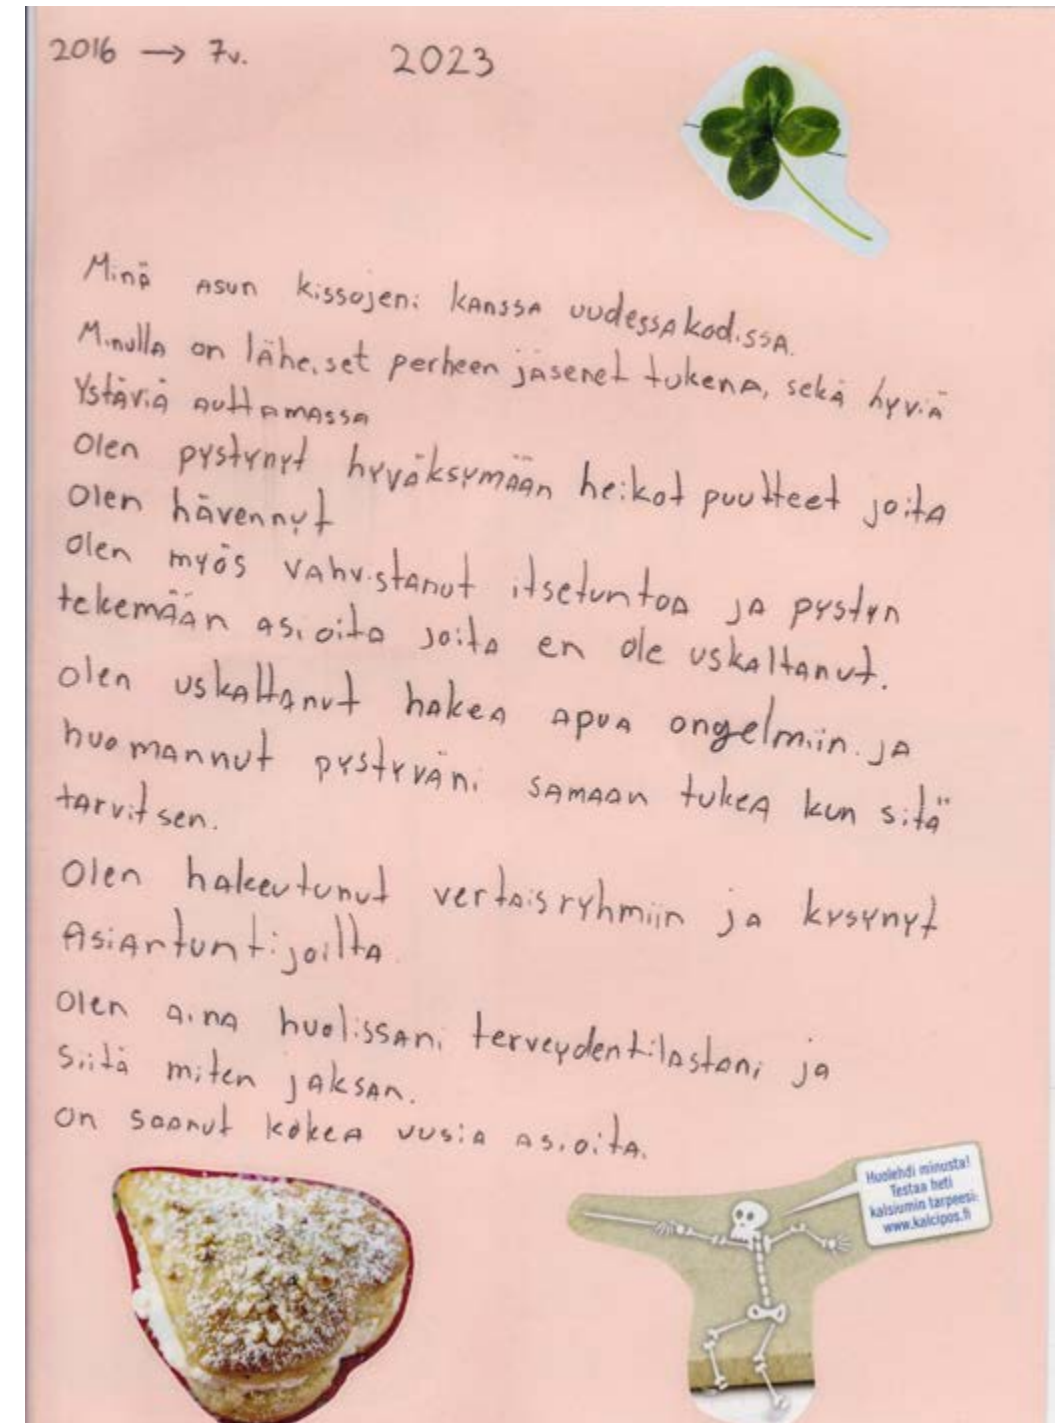 2016 → 7v. 2023
Minä asun kissojeni kanssa uudessa kodissa.
Minulla on läheiset perheen jäsenet tukena, sekä hyviä
Ystäviä auttamassa
Olen pystynyt hyväksymään heikot puutteet joita
Olen hävennyt
Olen myös vahvistanut itsetuntoa ja pystyn
tekemään asioita joita en ole uskaltanut.
Olen uskaltanut hakea apua ongelmiin ja
huomannut pystyväni samaan tukea kun sitä
tarvitsen.
Olen hakeutunut vertaisryhmiin ja kysynyt
Asiantuntijoilta.
Olen aina huolissani terveydentilastani ja
siitä miten jaksan.
On saanut kokea uusia asioita.
Huolehdi minusta!
Testaa heti
kalsiumin tarpeesi:
www.kalcipos.fi